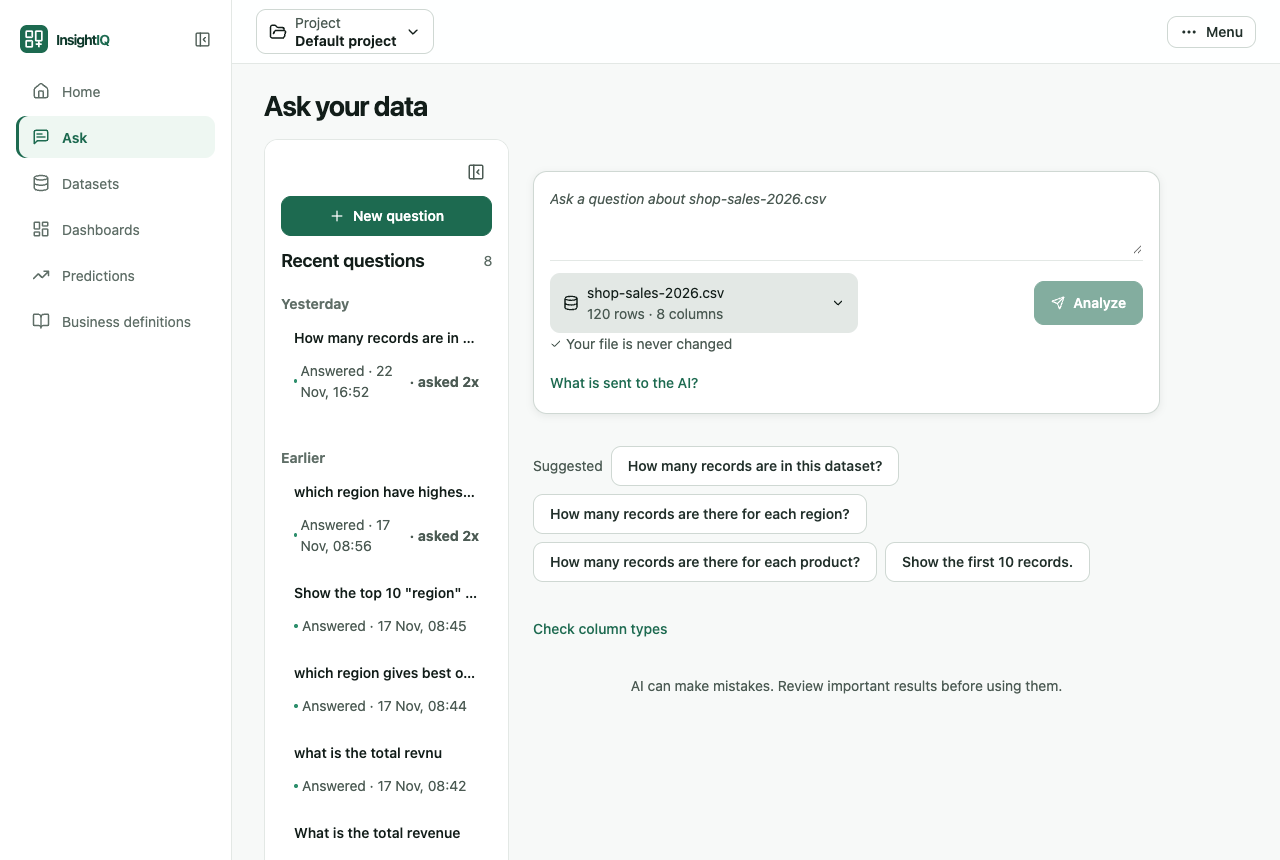 InsightIQ
Project
Default project
Menu
Home
Ask
Datasets
Dashboards
Predictions
Business definitions
Ask your data
New question
Recent questions 8
Yesterday
How many records are in ...
Answered · 22 Nov, 16:52 · asked 2x
Earlier
which region have highes...
Answered · 17 Nov, 08:56 · asked 2x
Show the top 10 "region" ...
Answered · 17 Nov, 08:45
which region gives best o...
Answered · 17 Nov, 08:44
what is the total revnu
Answered · 17 Nov, 08:42
What is the total revenue
Ask a question about shop-sales-2026.csv
shop-sales-2026.csv
120 rows · 8 columns
Analyze
Your file is never changed
What is sent to the AI?
Suggested
How many records are in this dataset?
How many records are there for each region?
How many records are there for each product?
Show the first 10 records.
Check column types
AI can make mistakes. Review important results before using them.